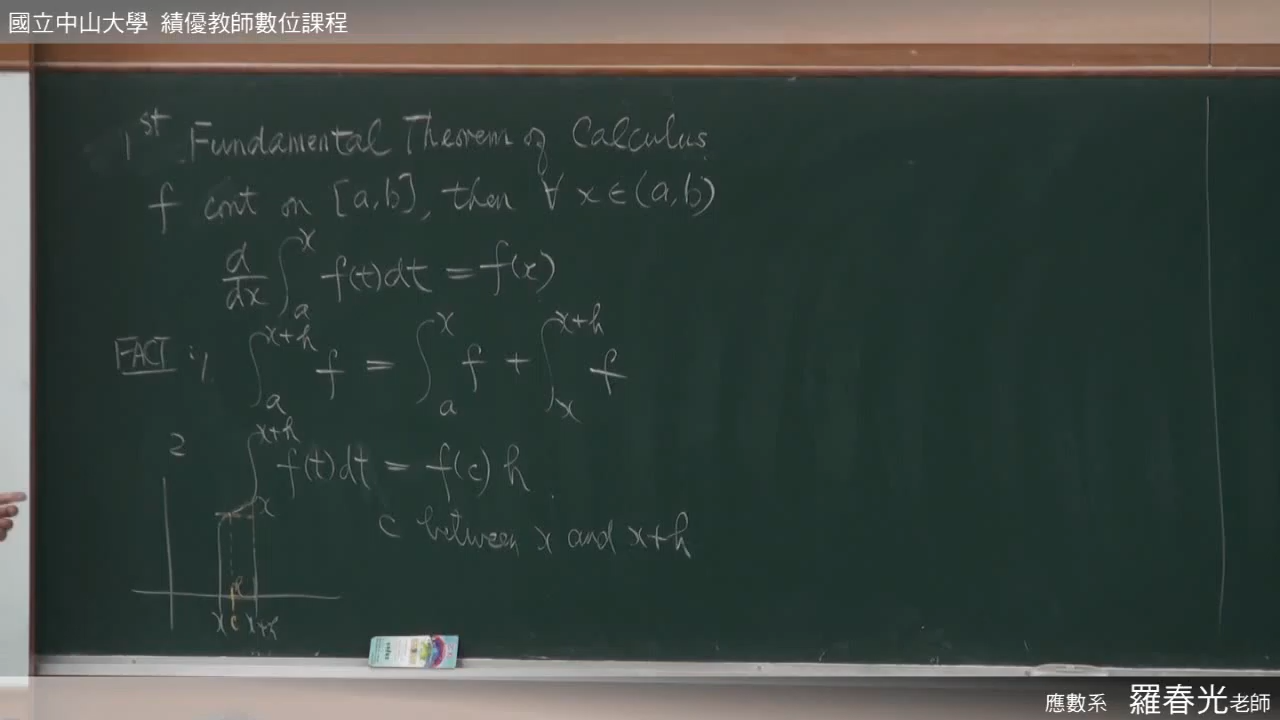 國立中山大學 績優教師數位課程
1st Fundamental Theorem of Calculus
f cont on [a,b], then ∀ x ∈ (a,b)
d/dx ∫_a^x f(t)dt = f(x)
FACT : 1. ∫_a^{x+h} f = ∫_a^x f + ∫_x^{x+h} f
2 ∫_x^{x+h} f(t)dt = f(c) h.
c between x and x+h
x c x+h
應數系 羅春光老師